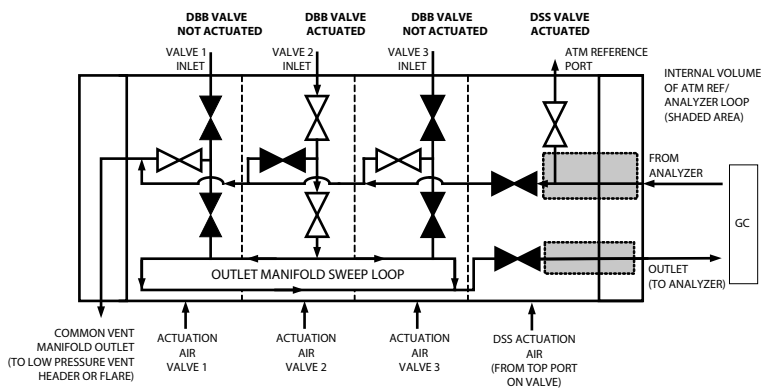 DBB VALVE
NOT ACTUATED
DBB VALVE
ACTUATED
DBB VALVE
NOT ACTUATED
DSS VALVE
ACTUATED
VALVE 1
INLET
VALVE 2
INLET
VALVE 3
INLET
ATM REFERENCE
PORT
INTERNAL VOLUME
OF ATM REF/
ANALYZER LOOP
(SHADED AREA)
FROM
ANALYZER
GC
OUTLET MANIFOLD SWEEP LOOP
OUTLET
(TO ANALYZER)
COMMON VENT
MANIFOLD OUTLET
(TO LOW PRESSURE VENT
HEADER OR FLARE)
ACTUATION
AIR
VALVE 1
ACTUATION
AIR
VALVE 2
ACTUATION
AIR
VALVE 3
DSS ACTUATION
AIR
(FROM TOP PORT
ON VALVE)